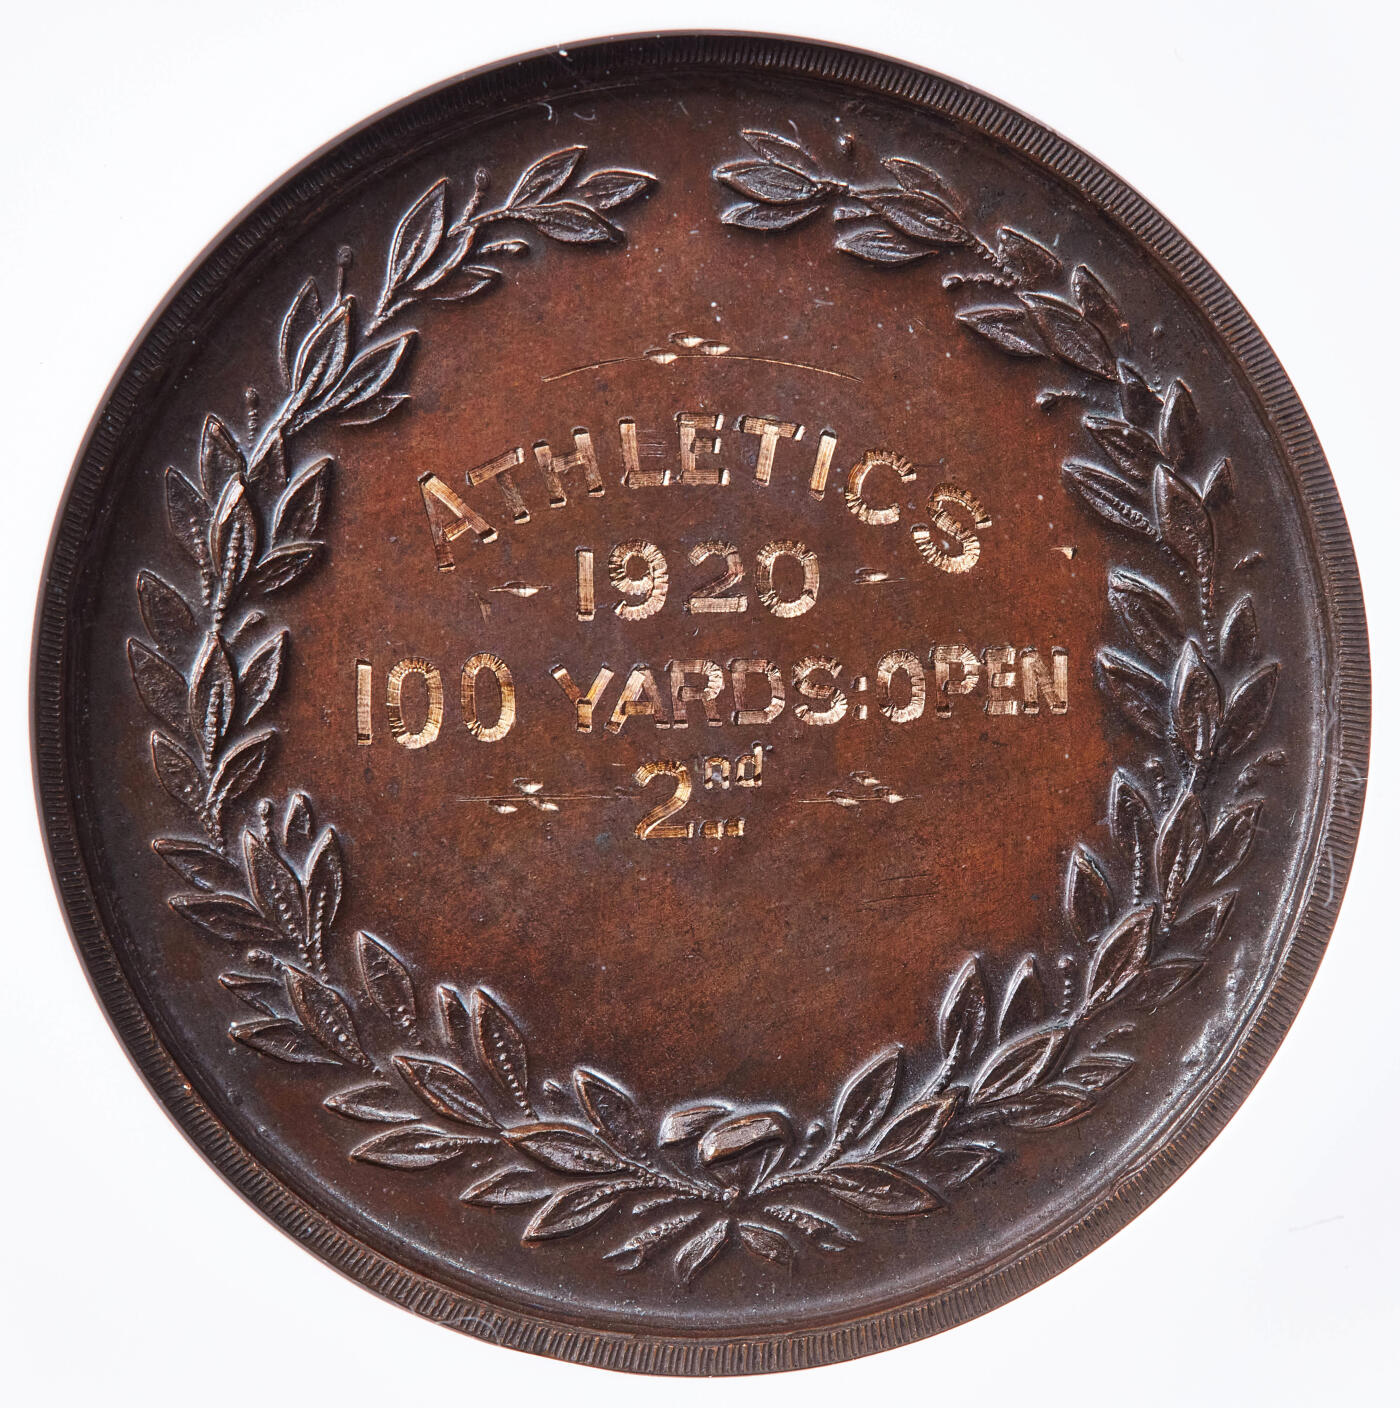 ATHLETICS
1920
100 YARDS:OPEN
2nd